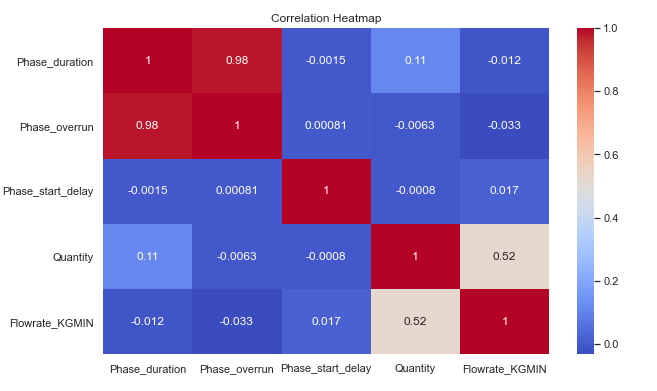 Correlation Heatmap
Phase_duration 1 0.98 -0.0015 0.11 -0.012
Phase_overrun 0.98 1 0.00081 -0.0063 -0.033
Phase_start_delay -0.0015 0.00081 1 -0.0008 0.017
Quantity 0.11 -0.0063 -0.0008 1 0.52
Flowrate_KGMIN -0.012 -0.033 0.017 0.52 1
Phase_duration Phase_overrun Phase_start_delay Quantity Flowrate_KGMIN
1.0
0.8
0.6
0.4
0.2
0.0